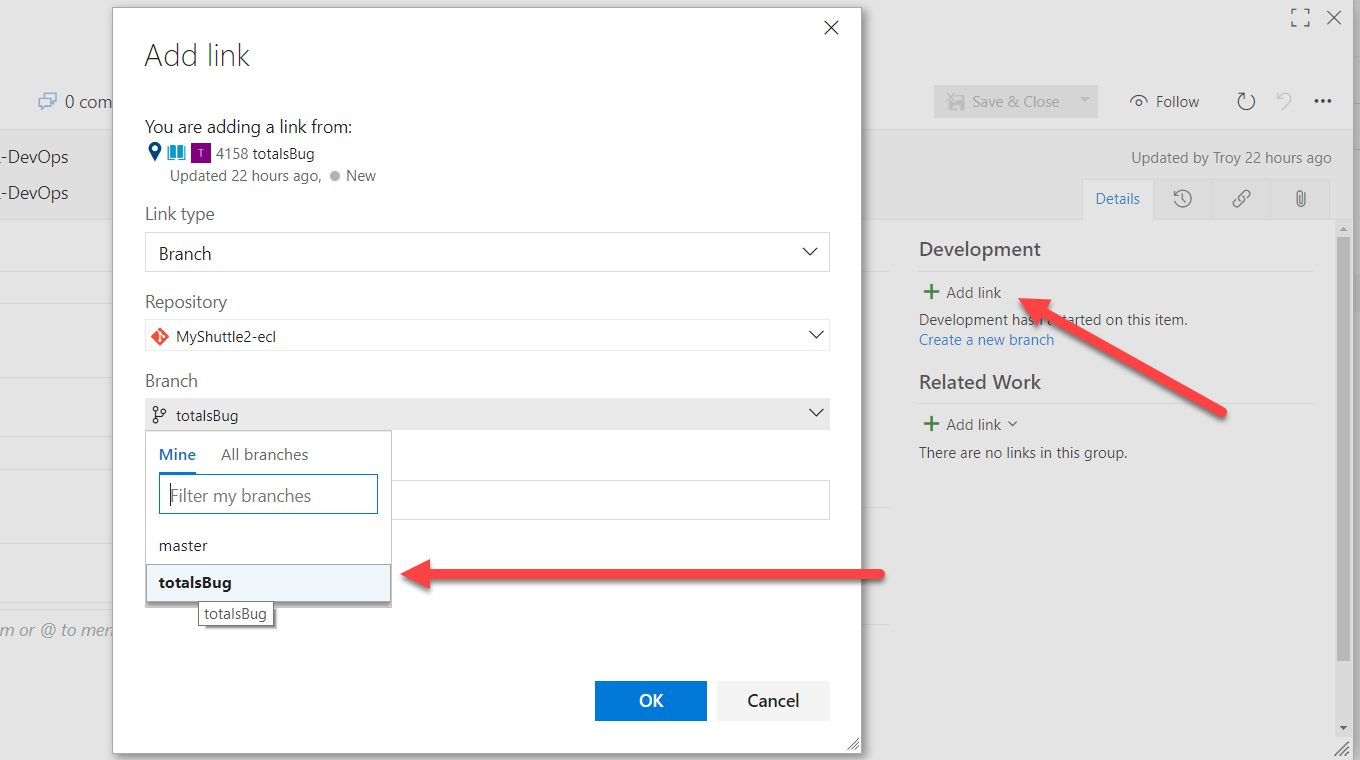 Add link
0 com
You are adding a link from:
T 4158 totalsBug
Updated 22 hours ago, New
Link type
Branch
Repository
MyShuttle2-ecl
Branch
totalsBug
Mine All branches
Filter my branches
master
totalsBug
totalsBug
OK Cancel
-DevOps
-DevOps
m or @ to men
Save & Close Follow
Updated by Troy 22 hours ago
Details
Development
Add link
Development started on this item.
Create a new branch
Related Work
Add link
There are no links in this group.